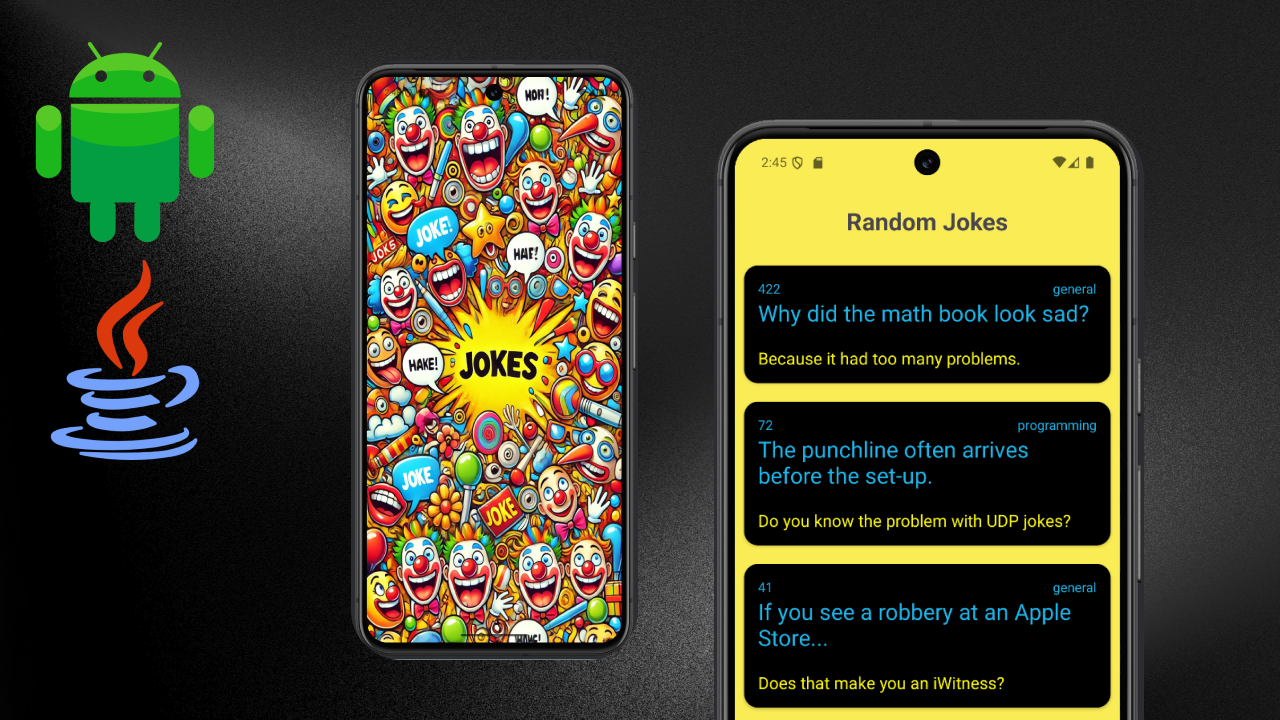 HAE!
JOKE!
JOKS
HAE!
HAKE!
JOKES
JOKE
JOKE
2:45
Random Jokes
422
general
Why did the math book look sad?
Because it had too many problems.
72
programming
The punchline often arrives
before the set-up.
Do you know the problem with UDP jokes?
41
general
If you see a robbery at an Apple
Store...
Does that make you an iWitness?